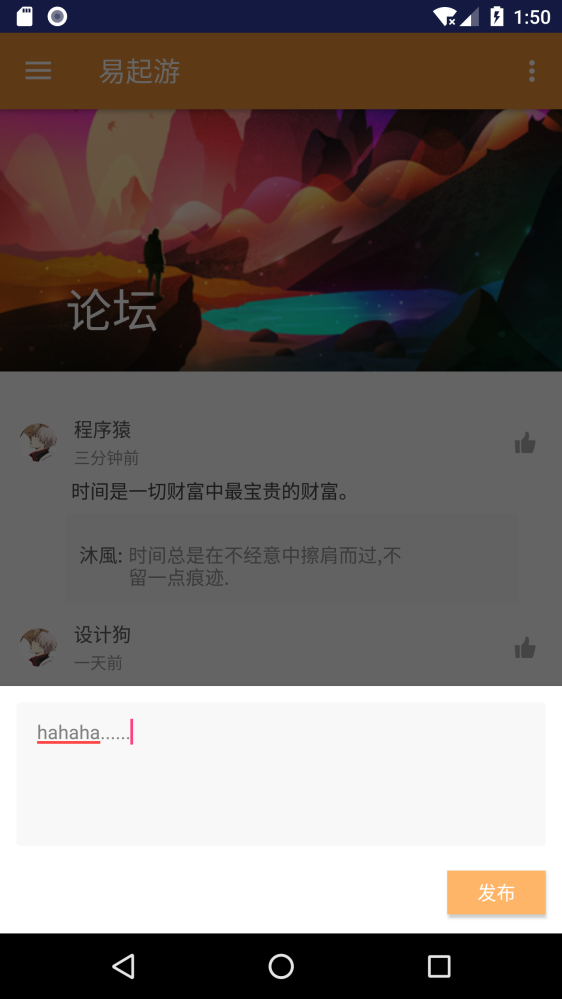 1:50
易起游
论坛
程序猿
三分钟前
时间是一切财富中最宝贵的财富。
沐風: 时间总是在不经意中擦肩而过,不
留一点痕迹.
设计狗
一天前
hahaha......
发布